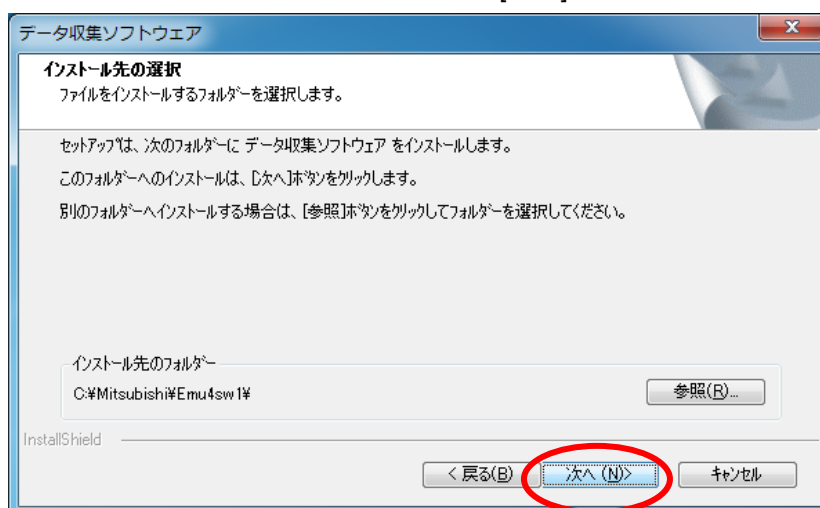 データ収集ソフトウェア
インストール先の選択
ファイルをインストールするフォルダーを選択します。
セットアップは、次のフォルダーに データ収集ソフトウェア をインストールします。
このフォルダーへのインストールは、[次へ]ボタンをクリックします。
別のフォルダーへインストールする場合は、[参照]ボタンをクリックしてフォルダーを選択してください。
インストール先のフォルダー
C:¥Mitsubishi¥Emu4sw1¥
参照(R)...
InstallShield
< 戻る(B)
次へ (N)>
キャンセル